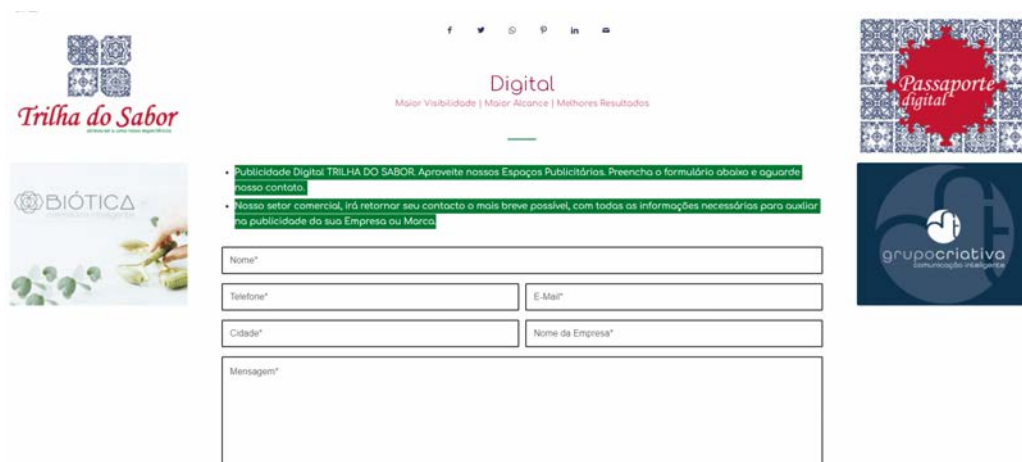 Digital
Maior Visibilidade | Maior Alcance | Melhores Resultados
Trilha do Sabor
Passaporte
digital
BIÓTICA
grupocriativa
comunicação inteligente
Publicidade Digital TRILHA DO SABOR. Aproveite nossos Espaços Publicitários. Preencha o formulário abaixo e aguarde
nosso contato.
Nosso setor comercial, irá retornar seu contacto o mais breve possível, com todas as informações necessárias para auxliar
na publicidade da sua Empresa ou Marca.
Nome*
Telefone*
E-Mail*
Cidade*
Nome da Empresa*
Mensagem*